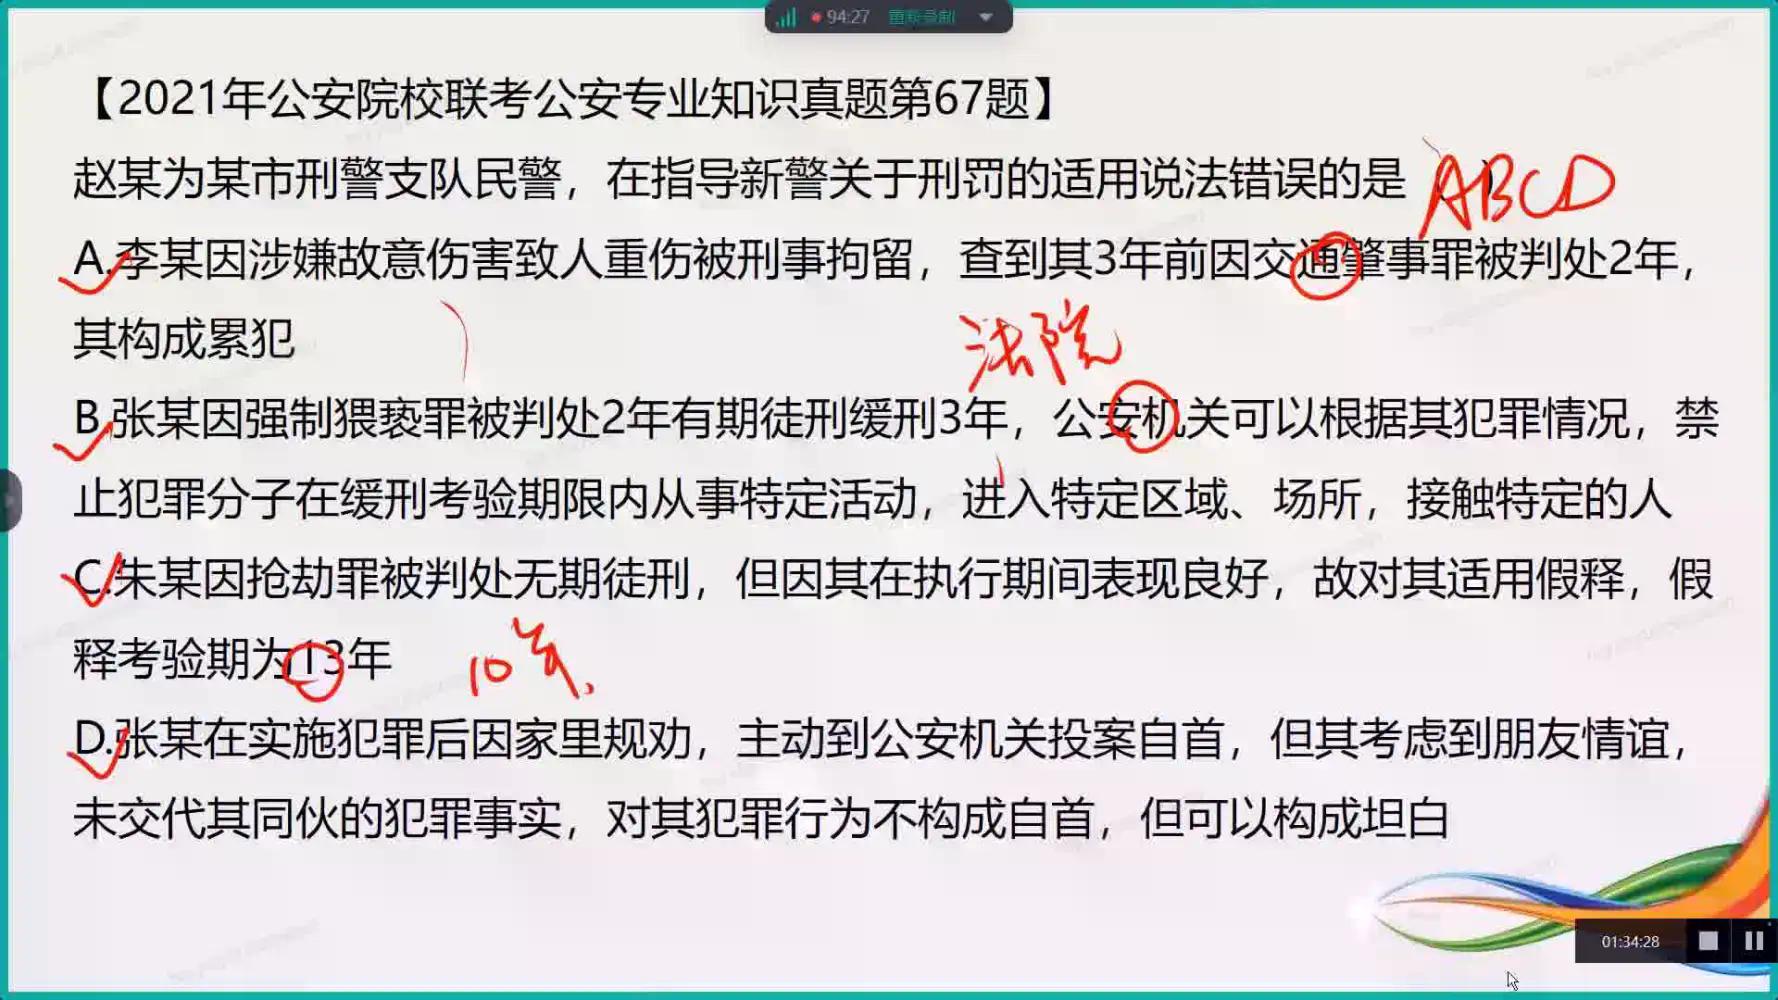 94:27 重新录制
【2021年公安院校联考公安专业知识真题第67题】
赵某为某市刑警支队民警，在指导新警关于刑罚的适用说法错误的是（ ） ABCD
A.李某因涉嫌故意伤害致人重伤被刑事拘留，查到其3年前因交通肇事罪被判处2年，
其构成累犯
法院
B.张某因强制猥亵罪被判处2年有期徒刑缓刑3年，公安机关可以根据其犯罪情况，禁
止犯罪分子在缓刑考验期限内从事特定活动，进入特定区域、场所，接触特定的人
C.朱某因抢劫罪被判处无期徒刑，但因其在执行期间表现良好，故对其适用假释，假
释考验期为13年 10年.
D.张某在实施犯罪后因家里规劝，主动到公安机关投案自首，但其考虑到朋友情谊，
未交代其同伙的犯罪事实，对其犯罪行为不构成自首，但可以构成坦白
01:34:28